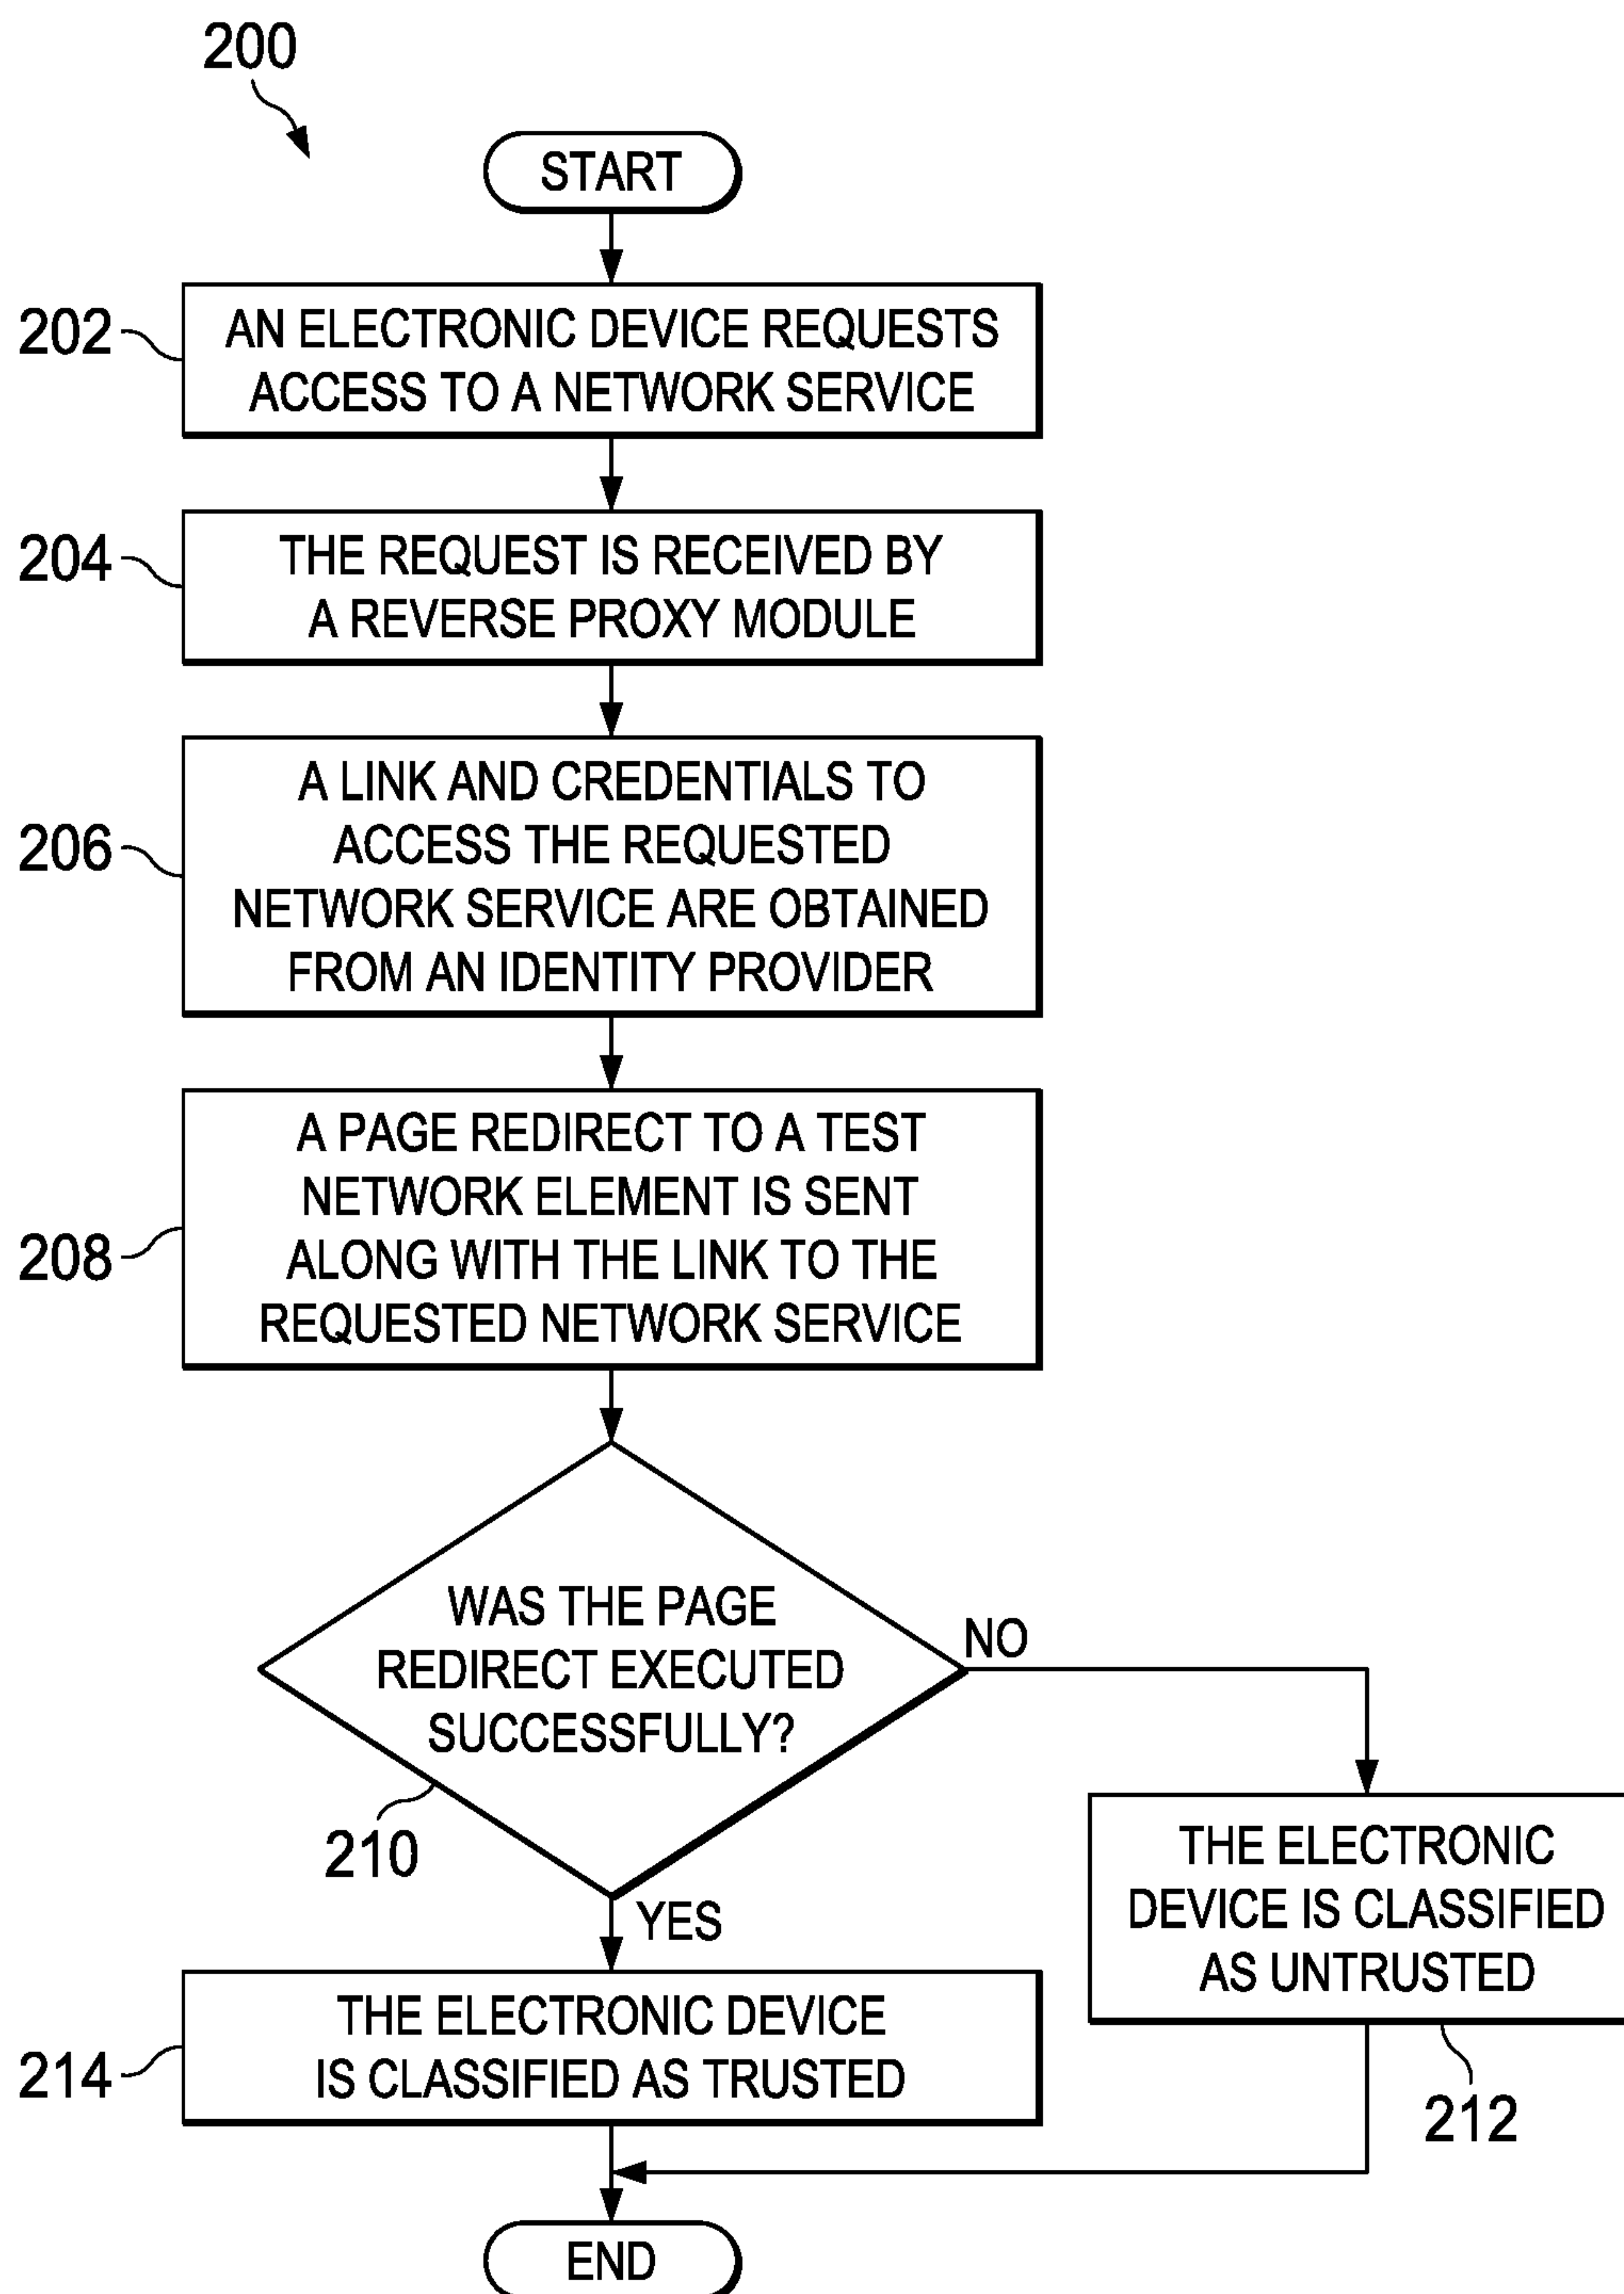 200
START
202
AN ELECTRONIC DEVICE REQUESTS
ACCESS TO A NETWORK SERVICE
204
THE REQUEST IS RECEIVED BY
A REVERSE PROXY MODULE
206
A LINK AND CREDENTIALS TO
ACCESS THE REQUESTED
NETWORK SERVICE ARE OBTAINED
FROM AN IDENTITY PROVIDER
208
A PAGE REDIRECT TO A TEST
NETWORK ELEMENT IS SENT
ALONG WITH THE LINK TO THE
REQUESTED NETWORK SERVICE
WAS THE PAGE
REDIRECT EXECUTED
SUCCESSFULLY?
210
NO
YES
THE ELECTRONIC
DEVICE IS CLASSIFIED
AS UNTRUSTED
212
214
THE ELECTRONIC DEVICE
IS CLASSIFIED AS TRUSTED
END